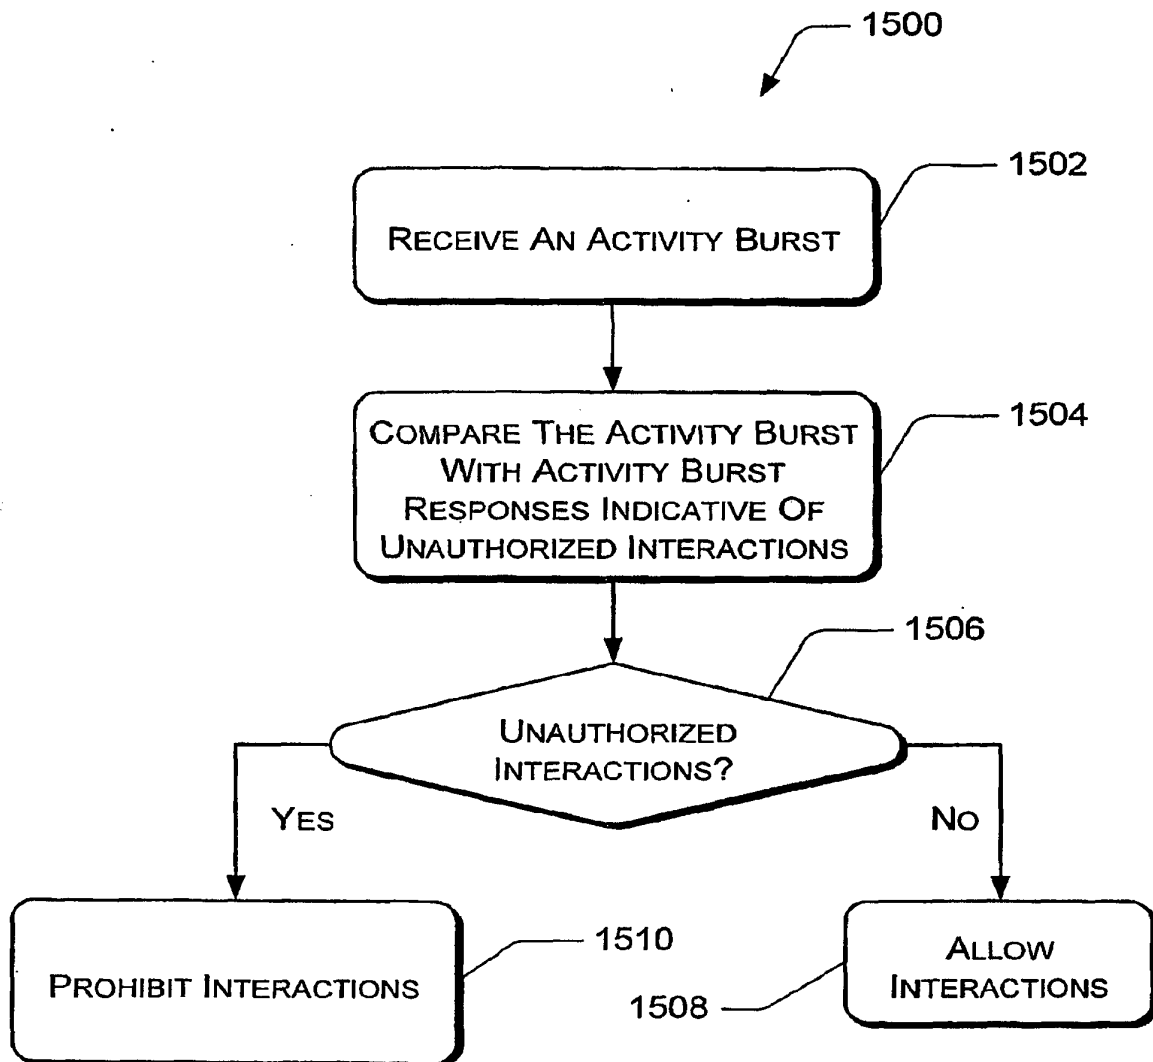 1500
1502
RECEIVE AN ACTIVITY BURST
1504
COMPARE THE ACTIVITY BURST
WITH ACTIVITY BURST
RESPONSES INDICATIVE OF
UNAUTHORIZED INTERACTIONS
1506
UNAUTHORIZED
INTERACTIONS?
YES
NO
PROHIBIT INTERACTIONS
1510
ALLOW
INTERACTIONS
1508